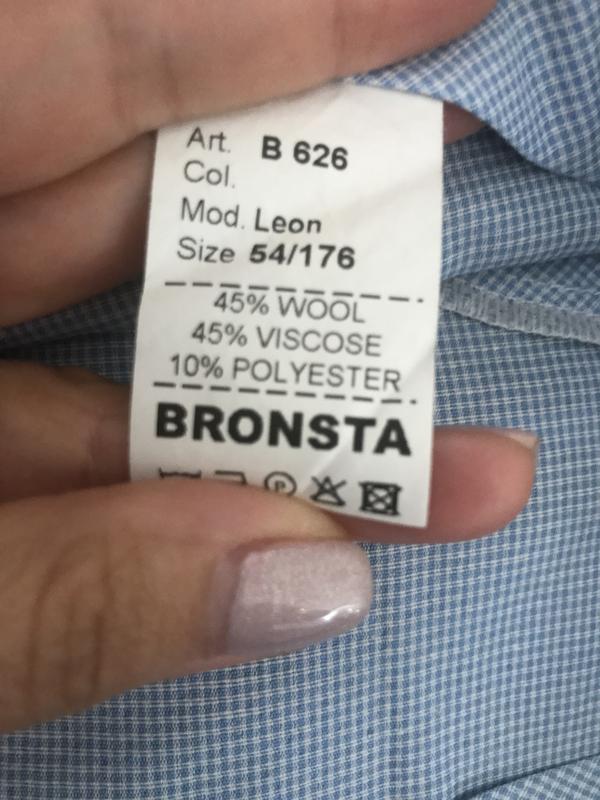 Art. B 626
Col.
Mod. Leon
Size 54/176
45% WOOL
45% VISCOSE
10% POLYESTER
BRONSTA
P